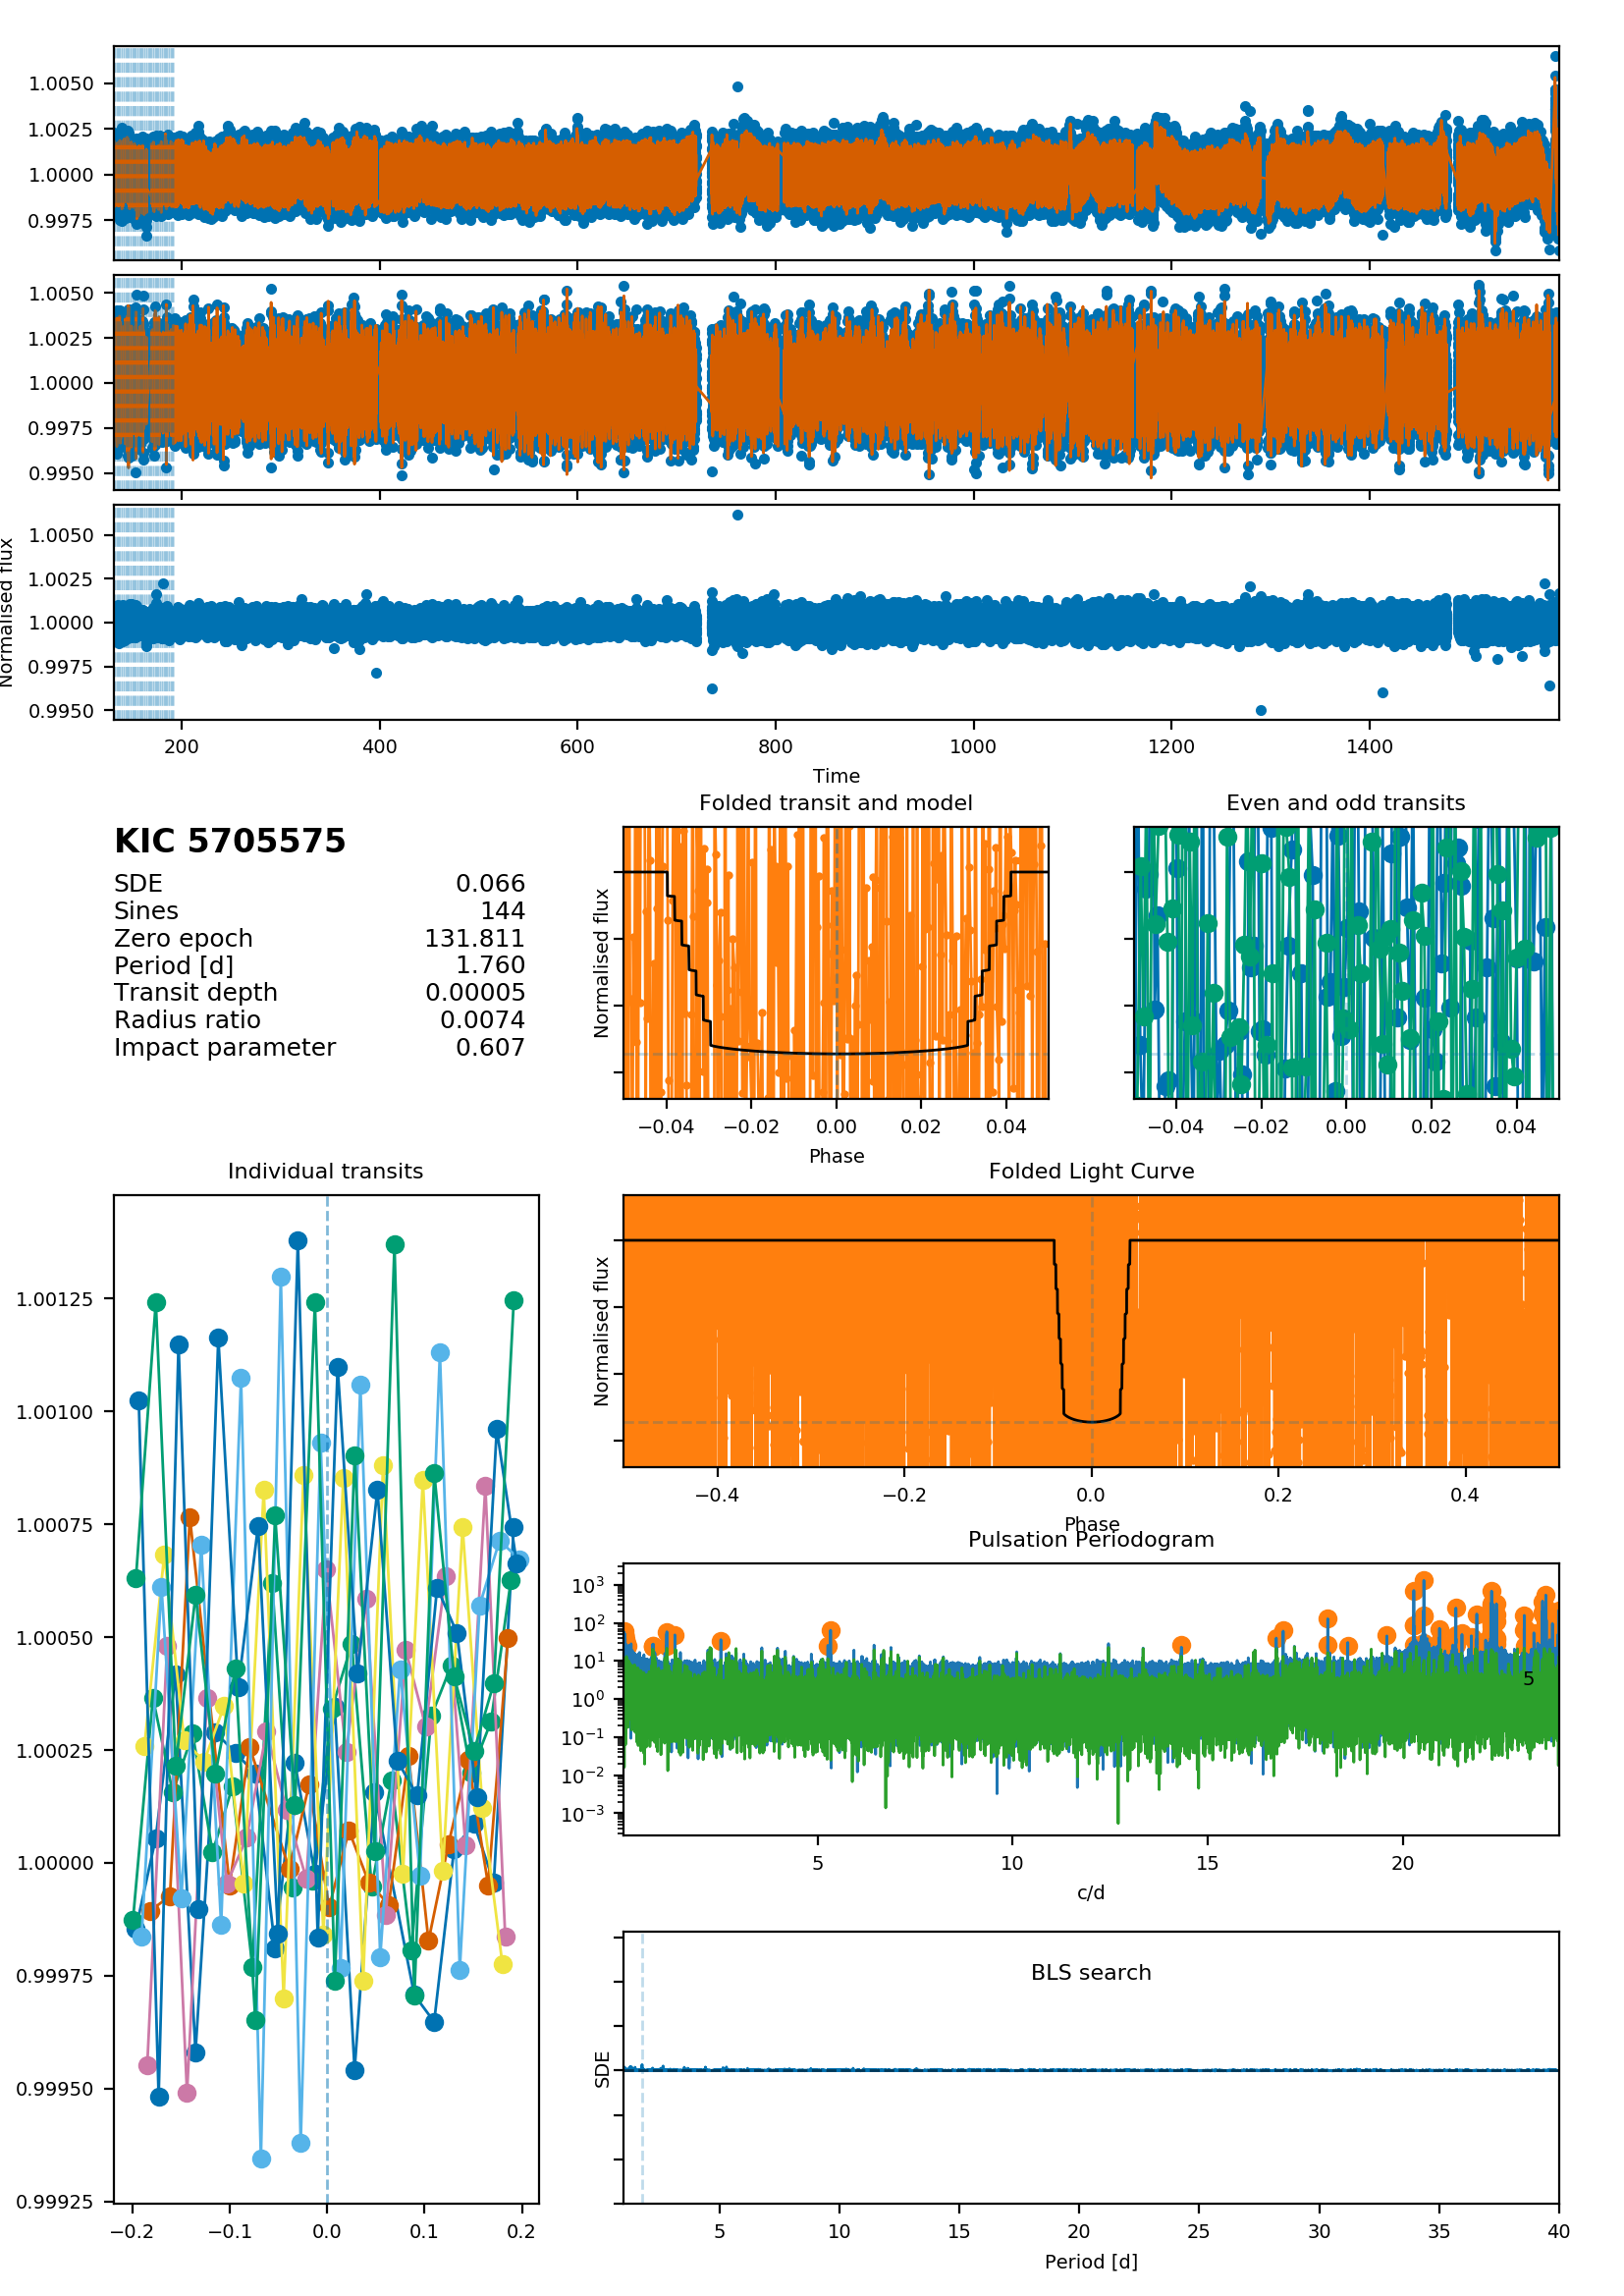 1.0050
1.0025
1.0000
0.9975
1.0050
1.0025
1.0000
0.9975
0.9950
Normalised flux
1.0050
1.0025
1.0000
0.9975
0.9950
200 400 600 800 1000 1200 1400
Time
KIC 5705575
SDE 0.066
Sines 144
Zero epoch 131.811
Period [d] 1.760
Transit depth 0.00005
Radius ratio 0.0074
Impact parameter 0.607
Folded transit and model
Normalised flux
−0.04 −0.02 0.00 0.02 0.04
Phase
Even and odd transits
−0.04 −0.02 0.00 0.02 0.04
Individual transits
1.00125
1.00100
1.00075
1.00050
1.00025
1.00000
0.99975
0.99950
0.99925
−0.2 −0.1 0.0 0.1 0.2
Folded Light Curve
Normalised flux
−0.4 −0.2 0.0 0.2 0.4
Phase
Pulsation Periodogram
10³
10²
10¹
10⁰
10⁻¹
10⁻²
10⁻³
5
5 10 15 20
c/d
BLS search
SDE
5 10 15 20 25 30 35 40
Period [d]